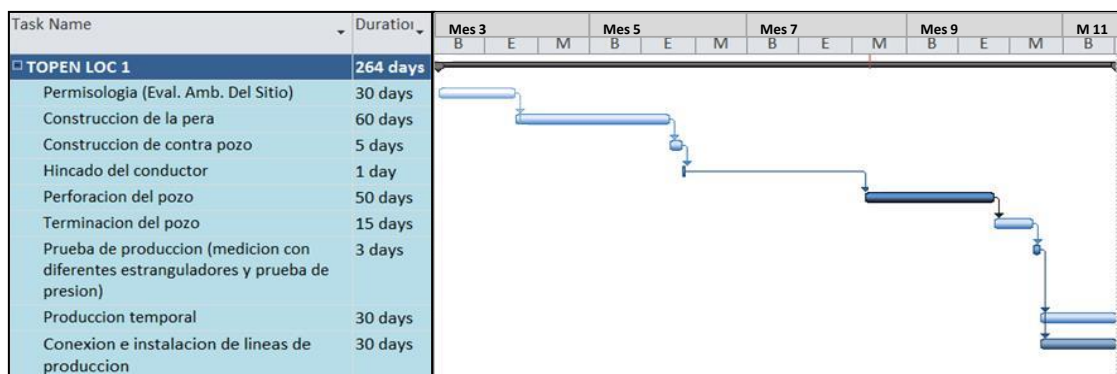 Task Name Duration Mes 3 Mes 5 Mes 7 Mes 9 M 11
B E M B E M B E M B E M B
TOPEN LOC 1 264 days
Permisologia (Eval. Amb. Del Sitio) 30 days
Construccion de la pera 60 days
Construccion de contra pozo 5 days
Hincado del conductor 1 day
Perforacion del pozo 50 days
Terminacion del pozo 15 days
Prueba de produccion (medicion con 3 days
diferentes estranguladores y prueba de
presion)
Produccion temporal 30 days
Conexion e instalacion de lineas de 30 days
produccion